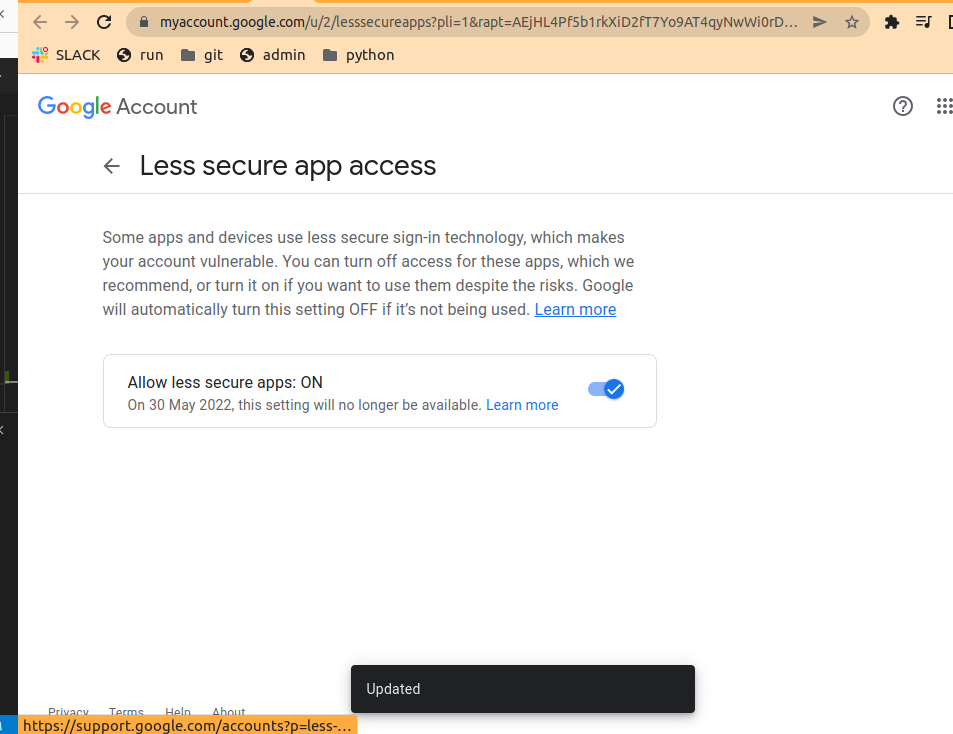 myaccount.google.com/u/2/lesssecureapps?pli=1&rapt=AEjHL4Pf5b1rkXiD2fT7Yo9AT4qyNwWi0rD...
SLACK run git admin python
Google Account
Less secure app access
Some apps and devices use less secure sign-in technology, which makes
your account vulnerable. You can turn off access for these apps, which we
recommend, or turn it on if you want to use them despite the risks. Google
will automatically turn this setting OFF if it's not being used. Learn more
Allow less secure apps: ON
On 30 May 2022, this setting will no longer be available. Learn more
Updated
Privacy Terms Help About
https://support.google.com/accounts?p=less-...